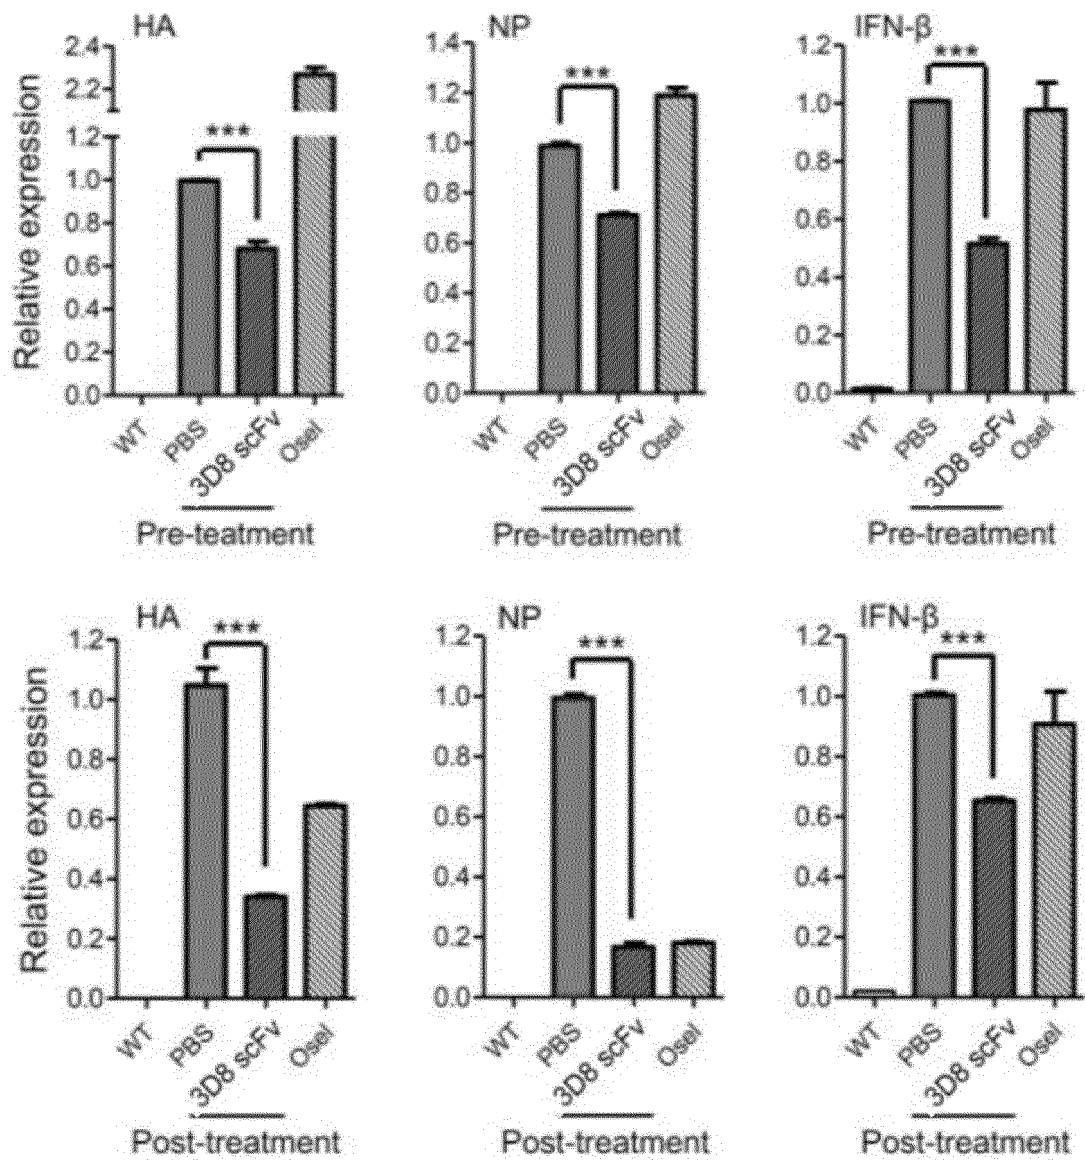 HA
NP
IFN-β
Relative expression
2.4
2.2
1.2
1.0
0.8
0.6
0.4
0.2
0.0
***
WT
PBS
3D8 scFv
Osel
Pre-teatment
1.4
1.2
1.0
0.8
0.6
0.4
0.2
0.0
***
WT
PBS
3D8 scFv
Osel
Pre-treatment
1.2
1.0
0.8
0.6
0.4
0.2
0.0
***
WT
PBS
3D8 scFv
Osel
Pre-treatment
HA
NP
IFN-β
Relative expression
1.2
1.0
0.8
0.6
0.4
0.2
0.0
***
WT
PBS
3D8 scFv
Osel
Post-treatment
1.2
1.0
0.8
0.6
0.4
0.2
0.0
***
WT
PBS
3D8 scFv
Osel
Post-treatment
1.2
1.0
0.8
0.6
0.4
0.2
0.0
***
WT
PBS
3D8 scFv
Osel
Post-treatment